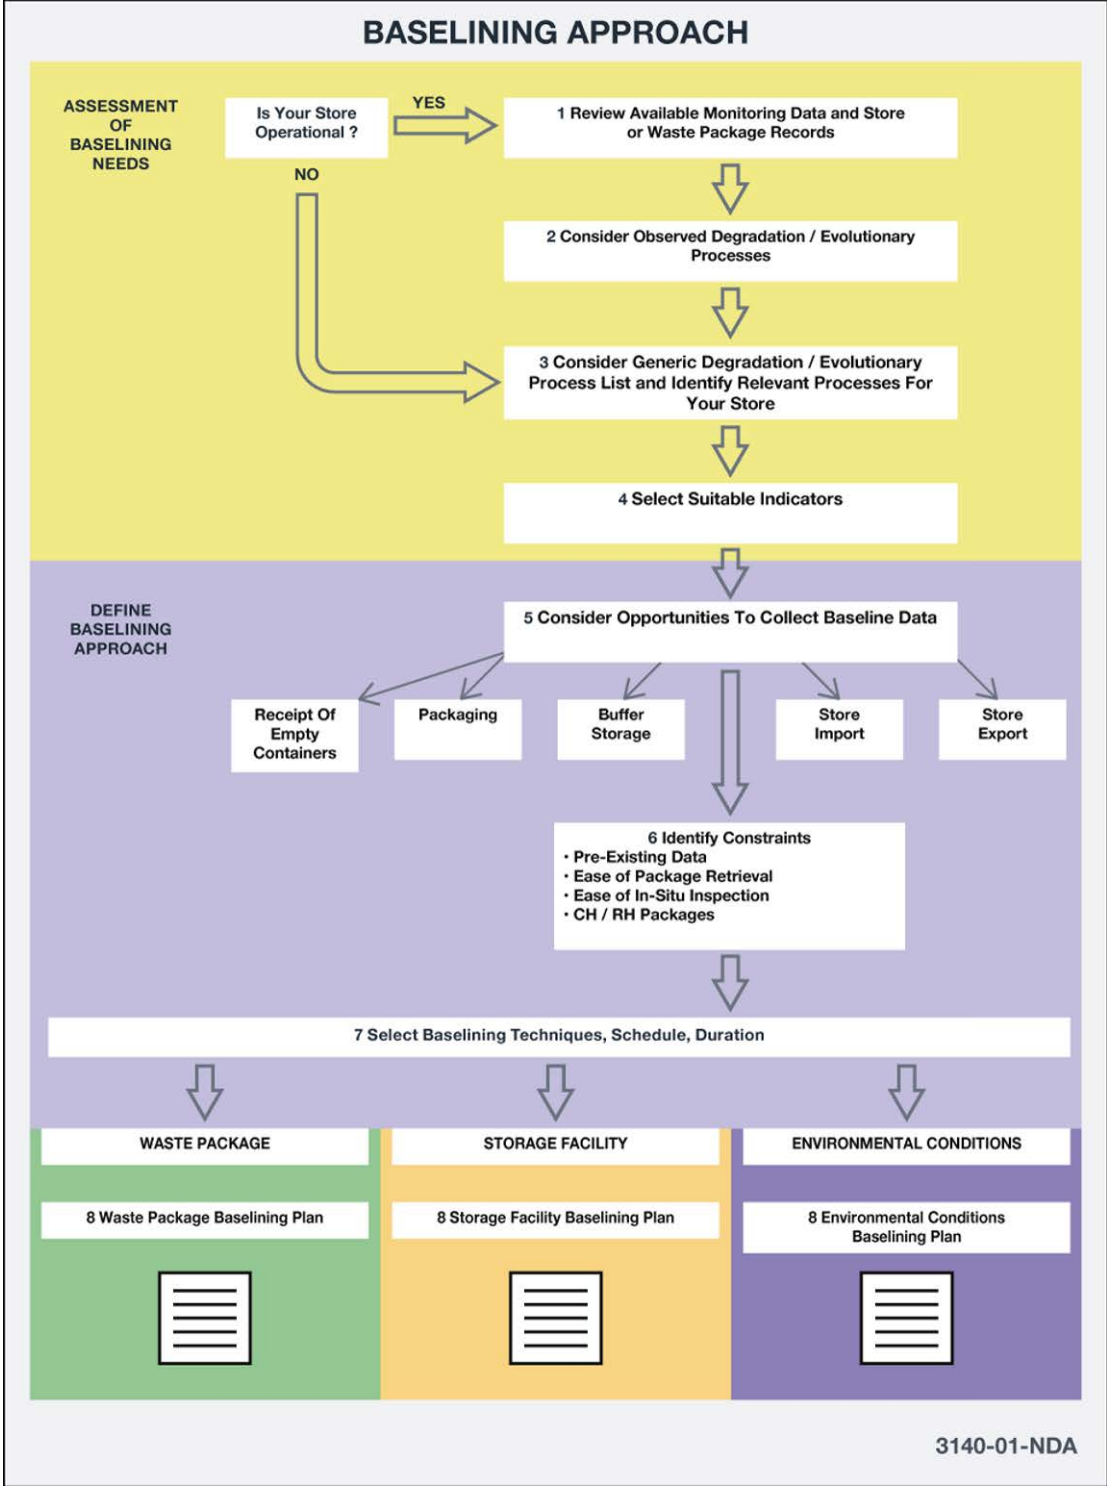 BASELINING APPROACH
ASSESSMENT
OF
BASELINING
NEEDS
Is Your Store
Operational ?
YES
NO
1 Review Available Monitoring Data and Store
or Waste Package Records
2 Consider Observed Degradation / Evolutionary
Processes
3 Consider Generic Degradation / Evolutionary
Process List and Identify Relevant Processes For
Your Store
4 Select Suitable Indicators
DEFINE
BASELINING
APPROACH
5 Consider Opportunities To Collect Baseline Data
Receipt Of
Empty
Containers
Packaging
Buffer
Storage
Store
Import
Store
Export
6 Identify Constraints
· Pre-Existing Data
· Ease of Package Retrieval
· Ease of In-Situ Inspection
· CH / RH Packages
7 Select Baselining Techniques, Schedule, Duration
WASTE PACKAGE
8 Waste Package Baselining Plan
STORAGE FACILITY
8 Storage Facility Baselining Plan
ENVIRONMENTAL CONDITIONS
8 Environmental Conditions
Baselining Plan
3140-01-NDA